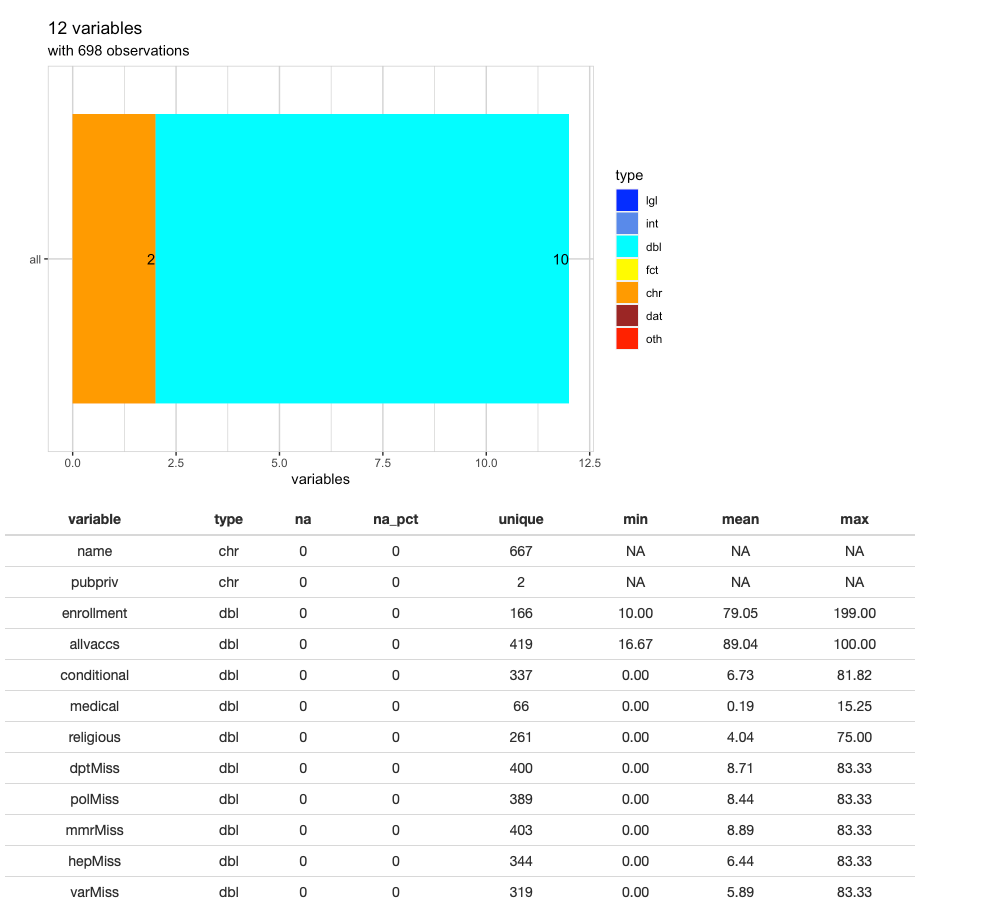 12 variables
with 698 observations
all
2
10
0.0 2.5 5.0 7.5 10.0 12.5
variables
type
lgl
int
dbl
fct
chr
dat
oth
variable type na na_pct unique min mean max
name chr 0 0 667 NA NA NA
pubpriv chr 0 0 2 NA NA NA
enrollment dbl 0 0 166 10.00 79.05 199.00
allvaccs dbl 0 0 419 16.67 89.04 100.00
conditional dbl 0 0 337 0.00 6.73 81.82
medical dbl 0 0 66 0.00 0.19 15.25
religious dbl 0 0 261 0.00 4.04 75.00
dptMiss dbl 0 0 400 0.00 8.71 83.33
polMiss dbl 0 0 389 0.00 8.44 83.33
mmrMiss dbl 0 0 403 0.00 8.89 83.33
hepMiss dbl 0 0 344 0.00 6.44 83.33
varMiss dbl 0 0 319 0.00 5.89 83.33